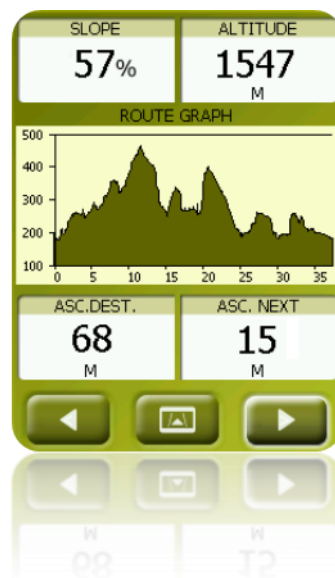 SLOPE
ALTITUDE
57%
1547
M
ROUTE GRAPH
500
400
300
200
100
0 5 10 15 20 25 30 35
ASC.DEST.
ASC. NEXT
68
15
M
M